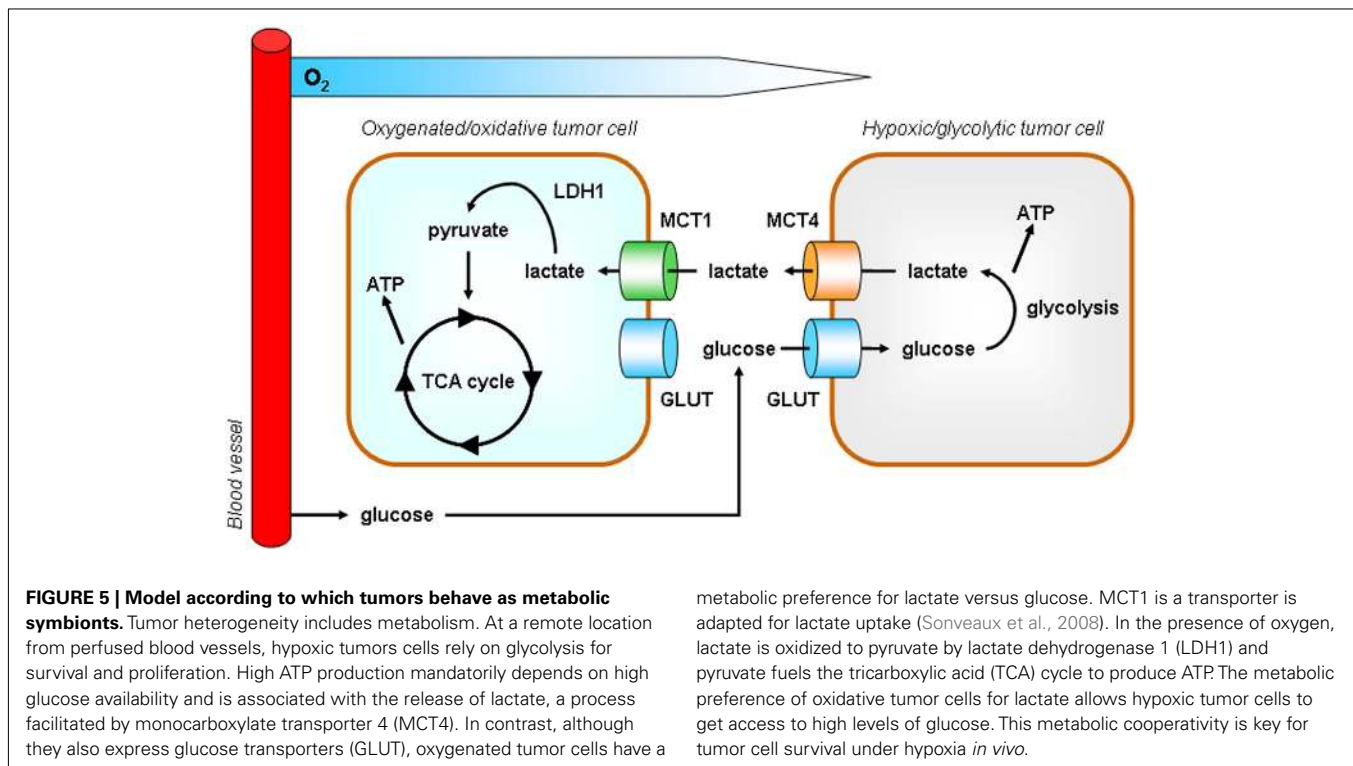 O2
Oxygenated/oxidative tumor cell
Hypoxic/glycolytic tumor cell
LDH1
MCT1
MCT4
ATP
pyruvate
lactate
lactate
lactate
ATP
glycolysis
glucose
glucose
TCA cycle
GLUT
GLUT
Blood vessel
glucose
FIGURE 5 | Model according to which tumors behave as metabolic
symbionts. Tumor heterogeneity includes metabolism. At a remote location
from perfused blood vessels, hypoxic tumors cells rely on glycolysis for
survival and proliferation. High ATP production mandatorily depends on high
glucose availability and is associated with the release of lactate, a process
facilitated by monocarboxylate transporter 4 (MCT4). In contrast, although
they also express glucose transporters (GLUT), oxygenated tumor cells have a
metabolic preference for lactate versus glucose. MCT1 is a transporter is
adapted for lactate uptake (Sonveaux et al., 2008). In the presence of oxygen,
lactate is oxidized to pyruvate by lactate dehydrogenase 1 (LDH1) and
pyruvate fuels the tricarboxylic acid (TCA) cycle to produce ATP. The metabolic
preference of oxidative tumor cells for lactate allows hypoxic tumor cells to
get access to high levels of glucose. This metabolic cooperativity is key for
tumor cell survival under hypoxia in vivo.